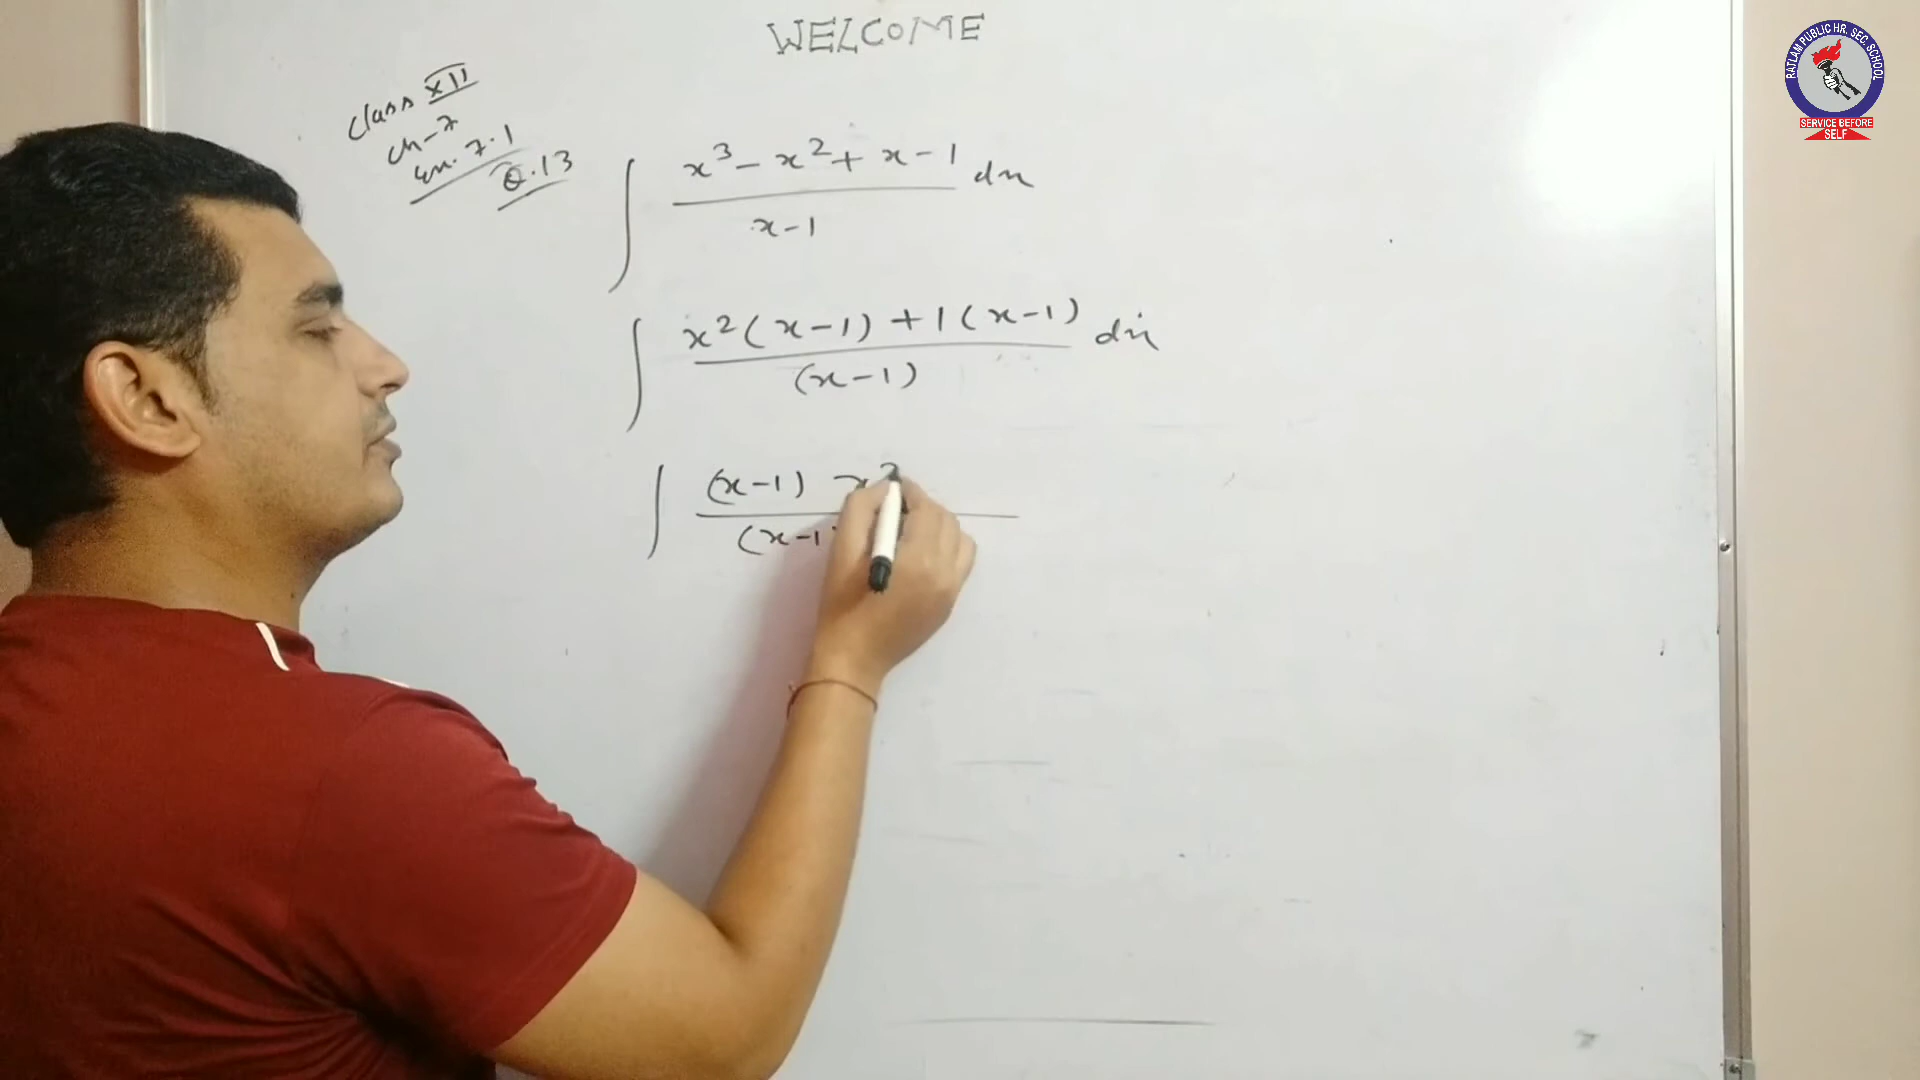 WELCOME
Class XII
Ch-7
Ex. 7.1
Q.13
∫ x³ - x² + x - 1 dx
x - 1
∫ x² (x - 1) + 1 (x - 1) dx
(x - 1)
∫ (x - 1) x²
(x - 1)
RATLAM PUBLIC HR. SEC. SCHOOL
SERVICE BEFORE
SELF